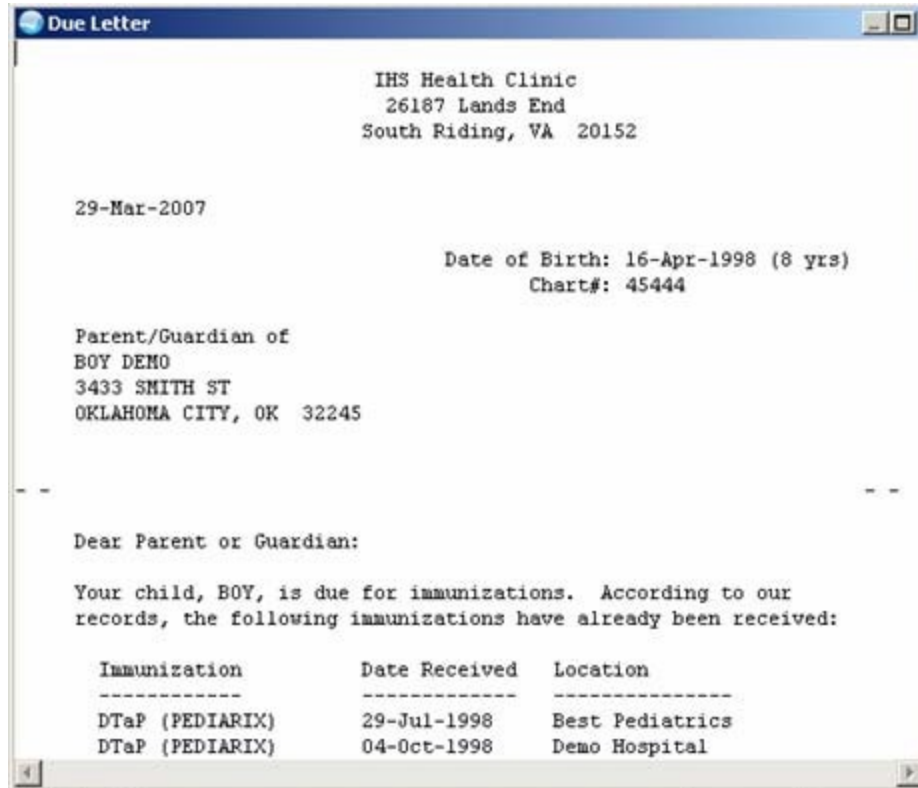 Due Letter
IHS Health Clinic
26187 Lands End
South Riding, VA  20152
29-Mar-2007
Date of Birth: 16-Apr-1998 (8 yrs)
Chart#: 45444
Parent/Guardian of
BOY DEMO
3433 SMITH ST
OKLAHOMA CITY, OK  32245
- -                                                                  - -
Dear Parent or Guardian:
Your child, BOY, is due for immunizations.  According to our
records, the following immunizations have already been received:
Immunization          Date Received   Location
------------          -------------   ---------------
DTaP (PEDIARIX)       29-Jul-1998     Best Pediatrics
DTaP (PEDIARIX)       04-Oct-1998     Demo Hospital